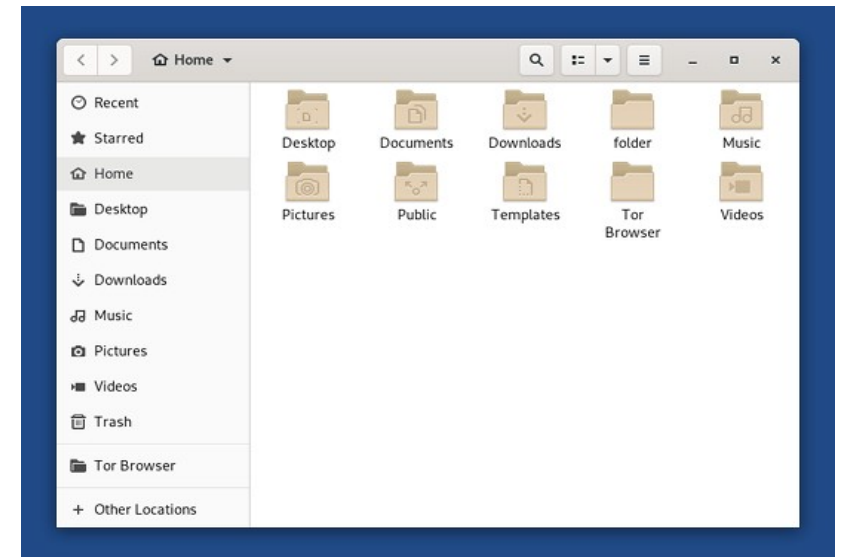 Home
Recent
Starred
Home
Desktop
Documents
Downloads
Music
Pictures
Videos
Trash
Tor Browser
+ Other Locations
Desktop
Documents
Downloads
folder
Music
Pictures
Public
Templates
Tor
Browser
Videos